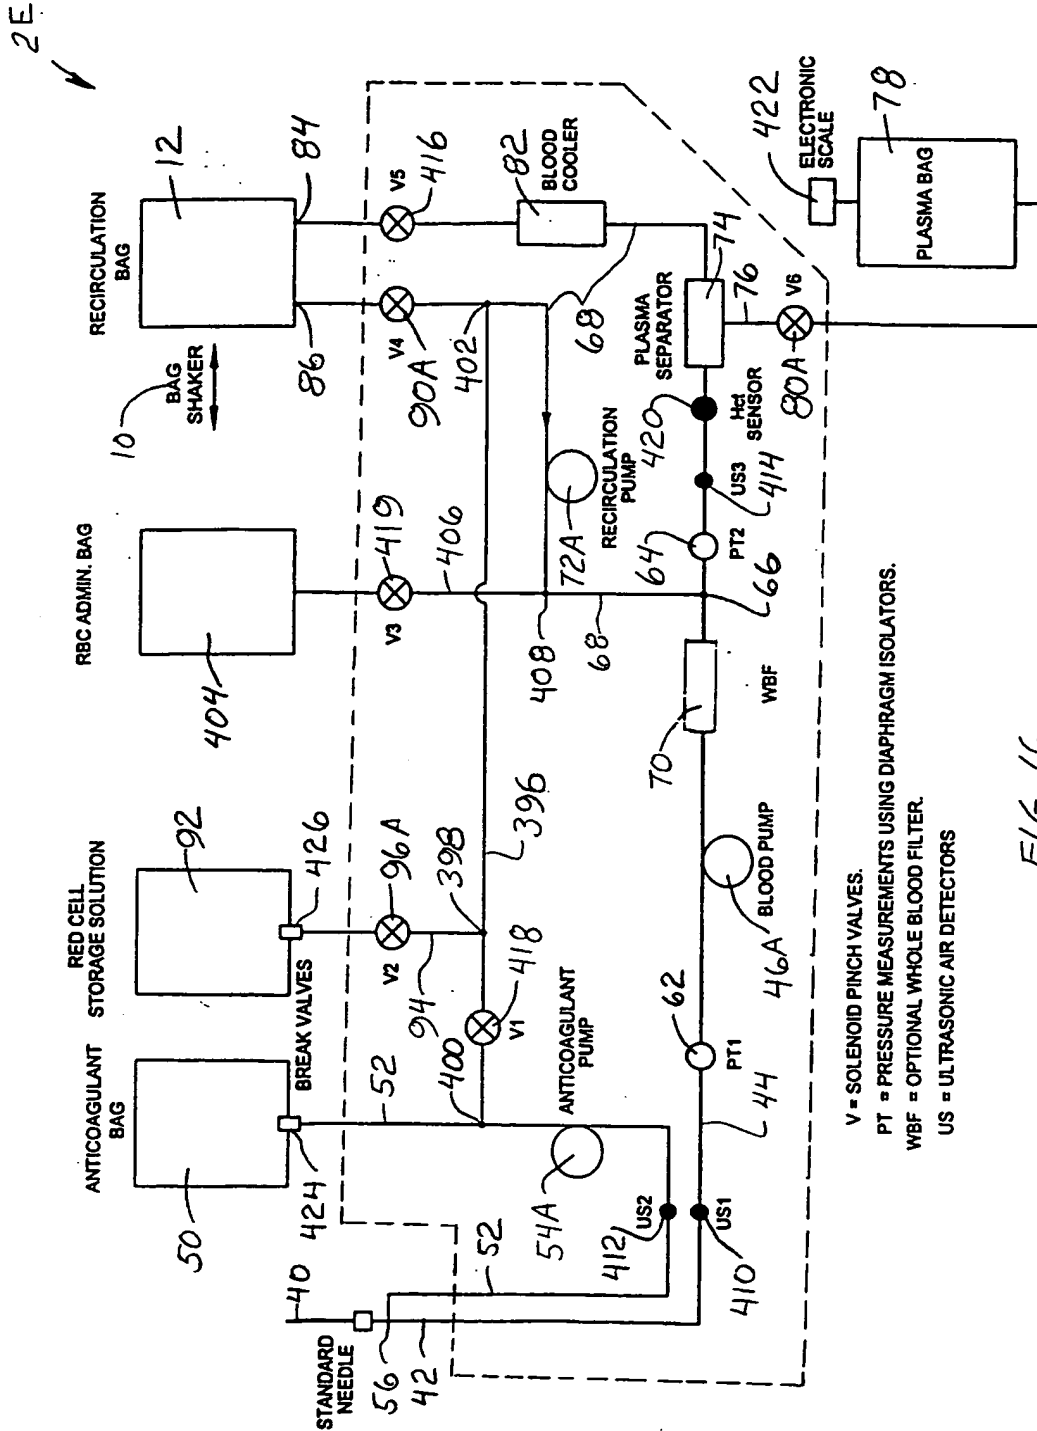 2E
RECIRCULATION
BAG
12
84
86
10
BAG
SHAKER
V5
416
V4
90A
402
82
BLOOD
COOLER
68
68
RBC ADMIN. BAG
404
V3
419
406
408
72A
RECIRCULATION
PUMP
PLASMA
SEPARATOR
74
76
V6
80A
ELECTRONIC
SCALE
422
PLASMA BAG
78
420
Hct
SENSOR
US3
414
64
PT2
66
WBF
70
RED CELL
STORAGE SOLUTION
92
426
BREAK VALVES
V2
96A
94
398
396
V1
418
400
ANTICOAGULANT
BAG
50
424
52
ANTICOAGULANT
PUMP
54A
BLOOD PUMP
46A
62
PT1
44
US2
412
US1
410
52
40
STANDARD
NEEDLE
56
42
V = SOLENOID PINCH VALVES.
PT = PRESSURE MEASUREMENTS USING DIAPHRAGM ISOLATORS.
WBF = OPTIONAL WHOLE BLOOD FILTER.
US = ULTRASONIC AIR DETECTORS